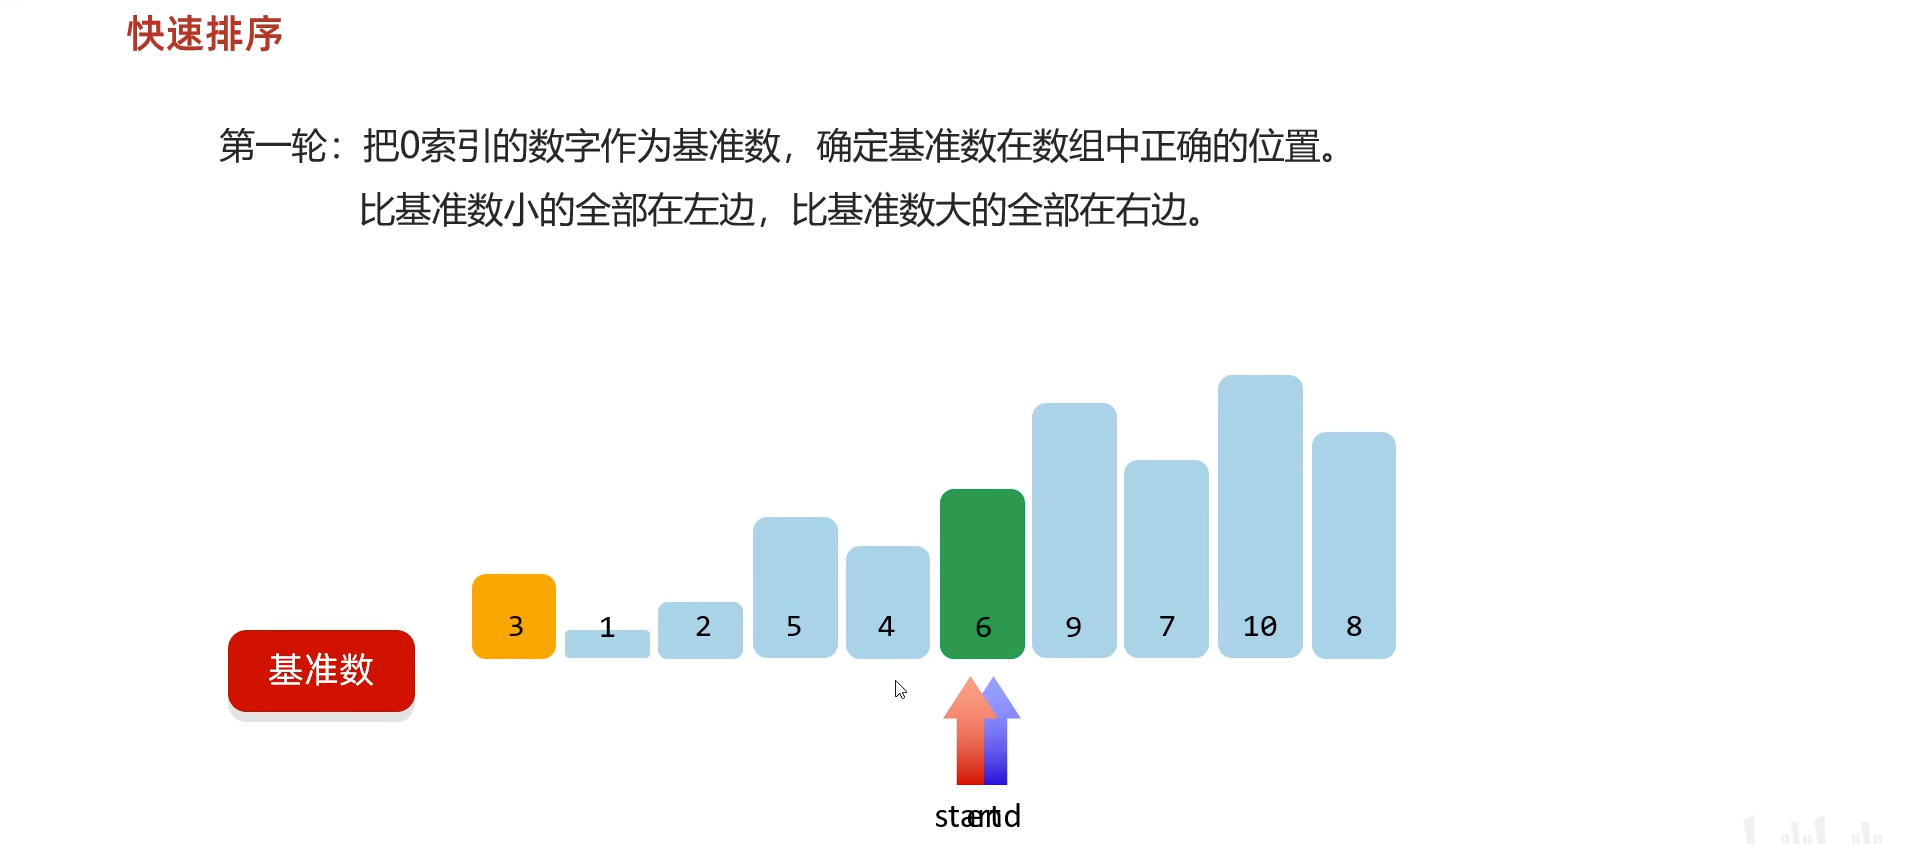 快速排序
第一轮：把0索引的数字作为基准数，确定基准数在数组中正确的位置。
比基准数小的全部在左边，比基准数大的全部在右边。
3 1 2 5 4 6 9 7 10 8
基准数
start end